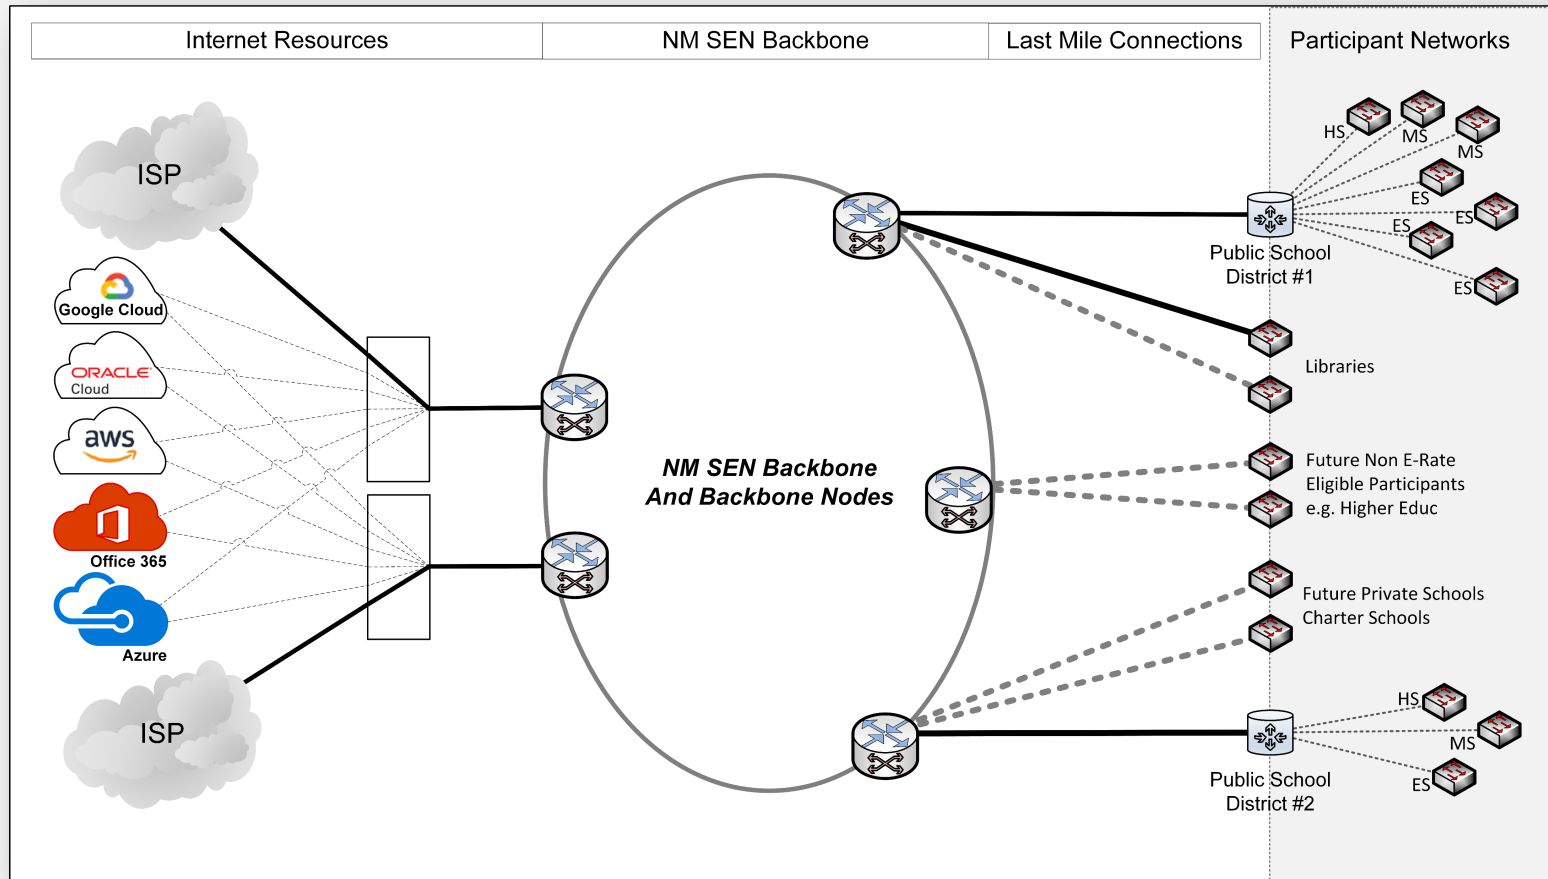 Internet Resources
NM SEN Backbone
Last Mile Connections
Participant Networks
ISP
Google Cloud
ORACLE
Cloud
aws
Office 365
Azure
ISP
NM SEN Backbone
And Backbone Nodes
HS
MS
MS
ES
ES
ES
ES
Public School
District #1
Libraries
Future Non E-Rate
Eligible Participants
e.g. Higher Educ
Future Private Schools
Charter Schools
HS
MS
ES
Public School
District #2